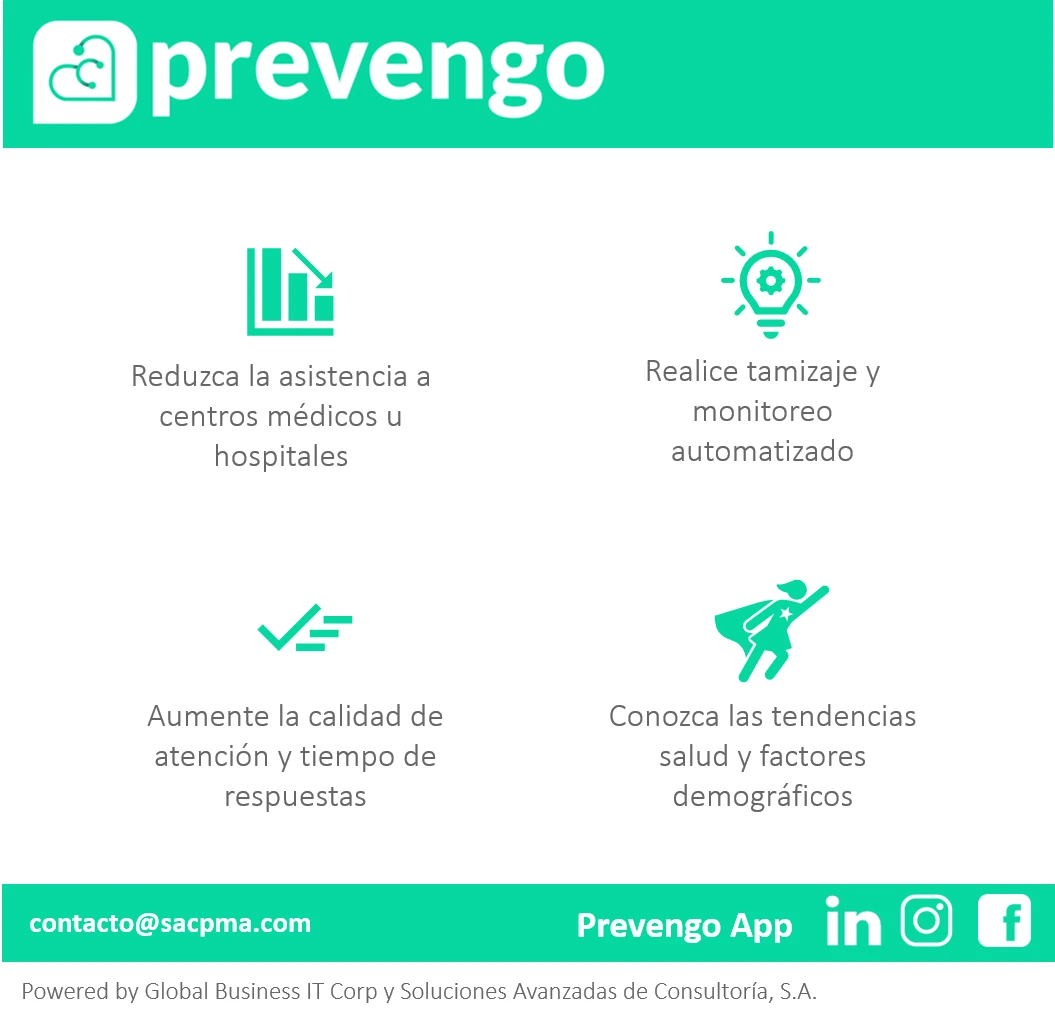 prevengo
Reduzca la asistencia a
centros médicos u
hospitales
Realice tamizaje y
monitoreo
automatizado
Aumente la calidad de
atención y tiempo de
respuestas
Conozca las tendencias
salud y factores
demográficos
contacto@sacpma.com
Prevengo App
Powered by Global Business IT Corp y Soluciones Avanzadas de Consultoría, S.A.